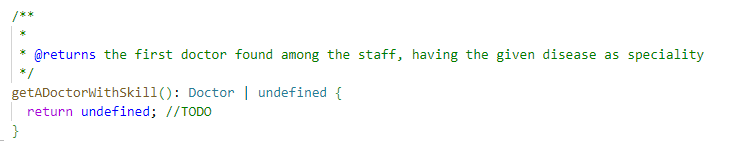 /**
 *
 * @returns the first doctor found among the staff, having the given disease as speciality
 */
getADoctorWithSkill(): Doctor | undefined {
  return undefined; //TODO
}